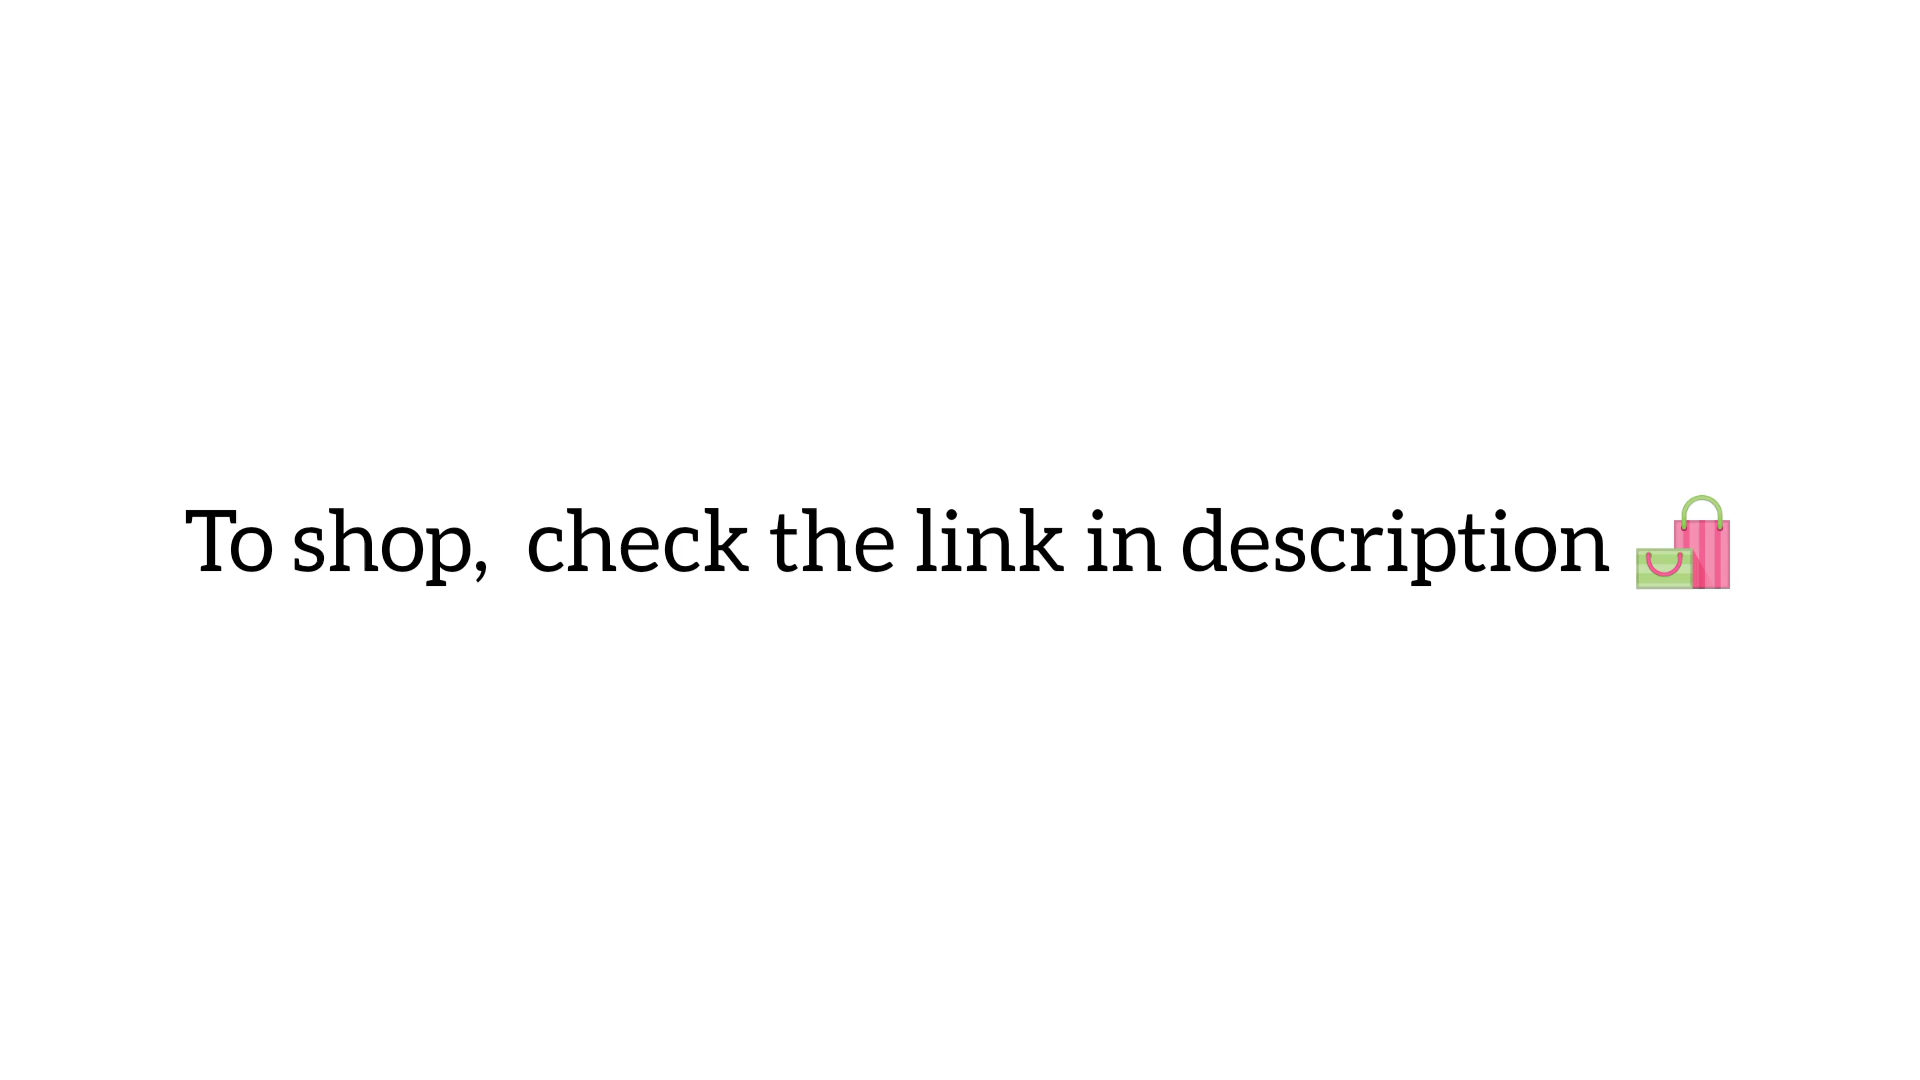 To shop,  check the link in description 🛍️